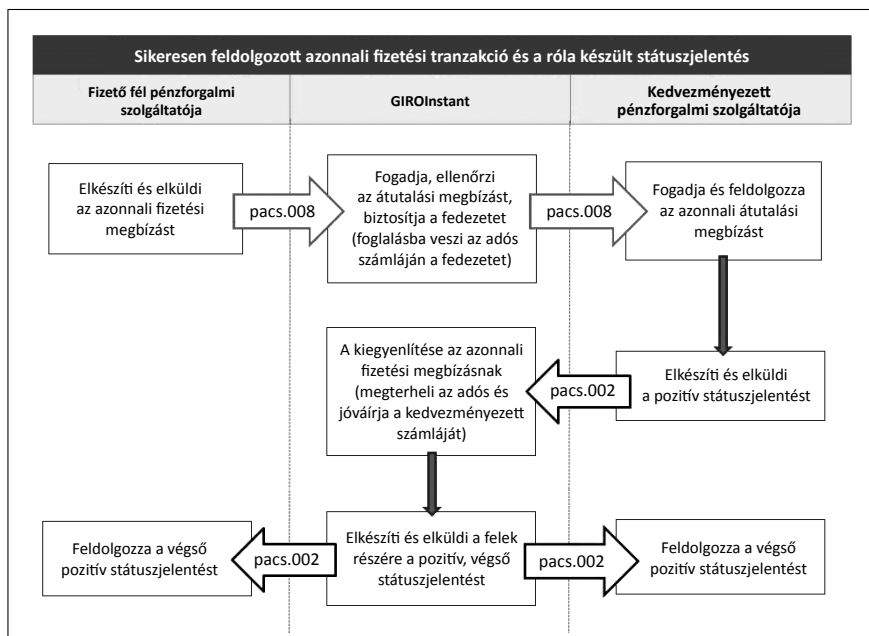 Sikeresen feldolgozott azonnali fizetési tranzakció és a róla készült státuszjelentés
Fizető fél pénzforgalmi
szolgáltatója
GIROInstant
Kedvezményezett
pénzforgalmi szolgáltatója
Elkészíti és elküldi
az azonnali fizetési
megbízást
pacs.008
Fogadja, ellenőrzi
az átutalási megbízást,
biztosítja a fedezetet
(foglalásba veszi az adós
számláján a fedezetet)
pacs.008
Fogadja és feldolgozza
az azonnali átutalási
megbízást
A kiegyenlítése az azonnali
fizetési megbízásnak
(megterheli az adós és
jóváírja a kedvezményezett
számláját)
pacs.002
Elkészíti és elküldi
a pozitív státuszjelentést
Feldolgozza a végső
pozitív státuszjelentést
pacs.002
Elkészíti és elküldi a felek
részére a pozitív, végső
státuszjelentést
pacs.002
Feldolgozza a végső
pozitív státuszjelentést